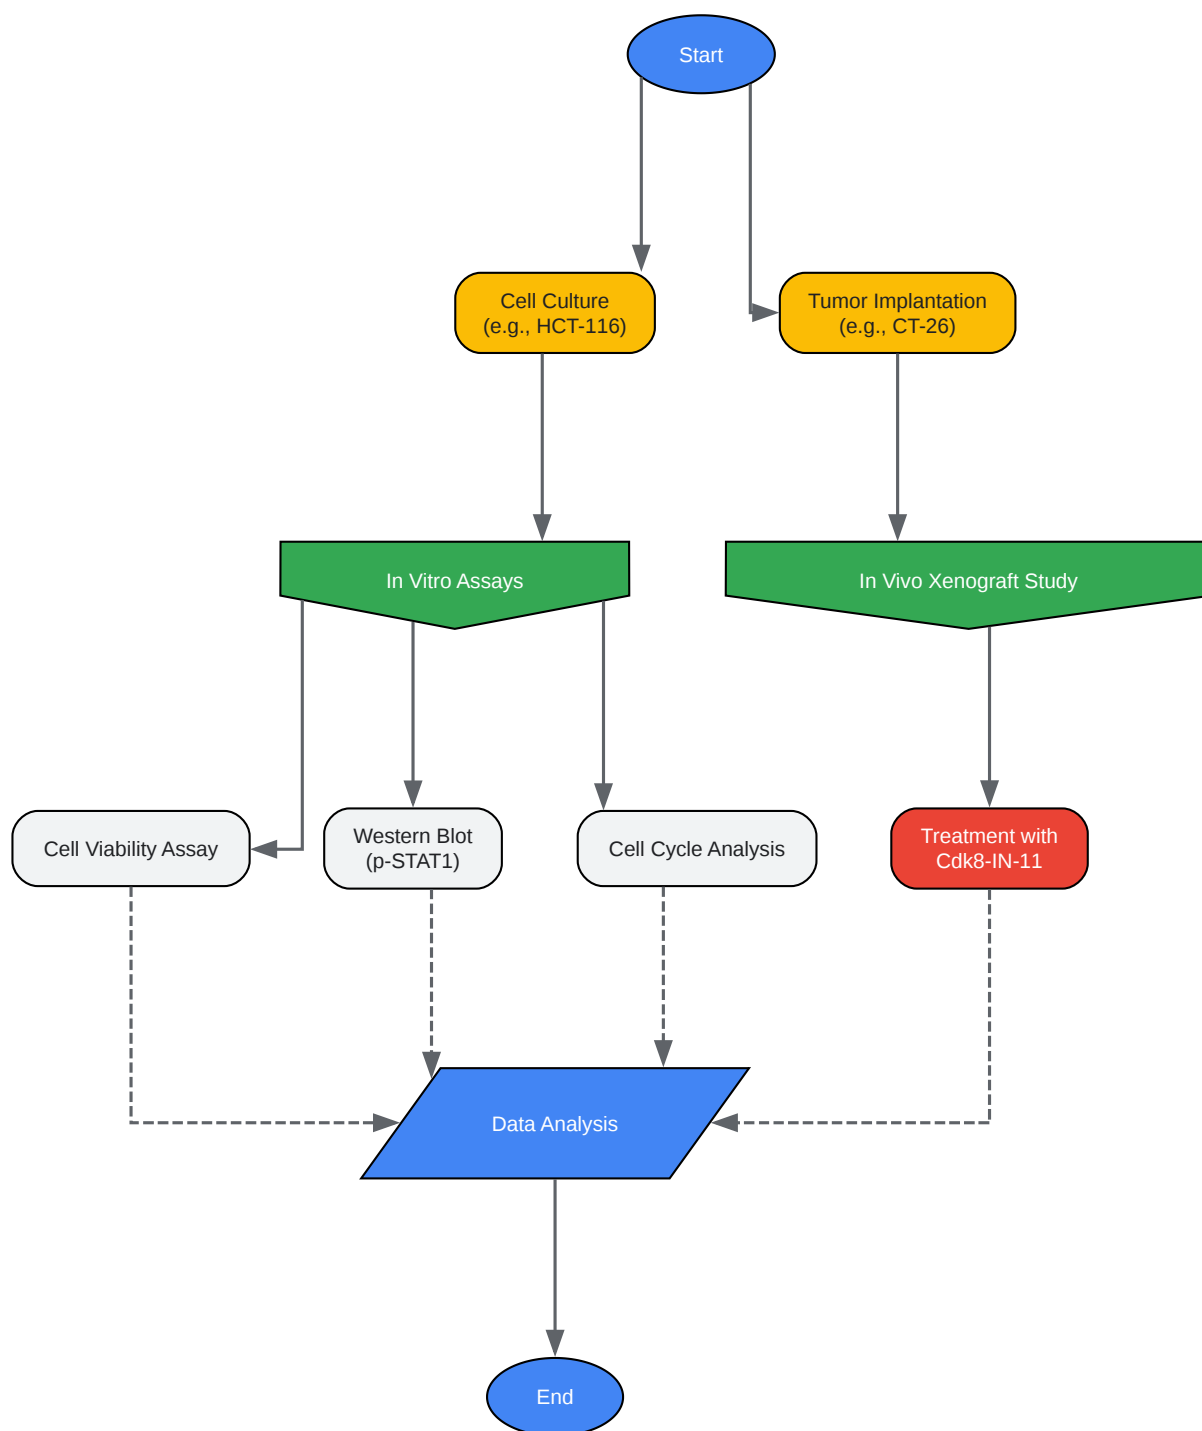 Start
Cell Culture
(e.g., HCT-116)
Tumor Implantation
(e.g., CT-26)
In Vitro Assays
In Vivo Xenograft Study
Cell Viability Assay
Western Blot
(p-STAT1)
Cell Cycle Analysis
Treatment with
Cdk8-IN-11
Data Analysis
End